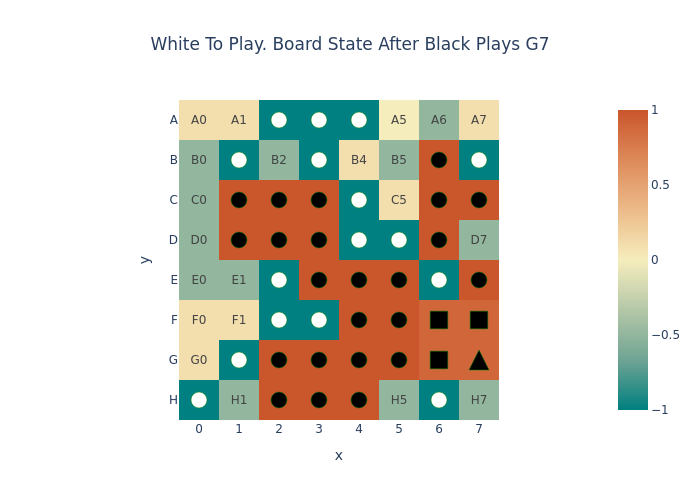 White To Play. Board State After Black Plays G7
A A0 A1 A5 A6 A7
B B0 B2 B4 B5
C C0 C5
D D0 D7
E E0 E1
F F0 F1
G G0
H H1 H5 H7
0 1 2 3 4 5 6 7
x
y
1
0.5
0
−0.5
−1